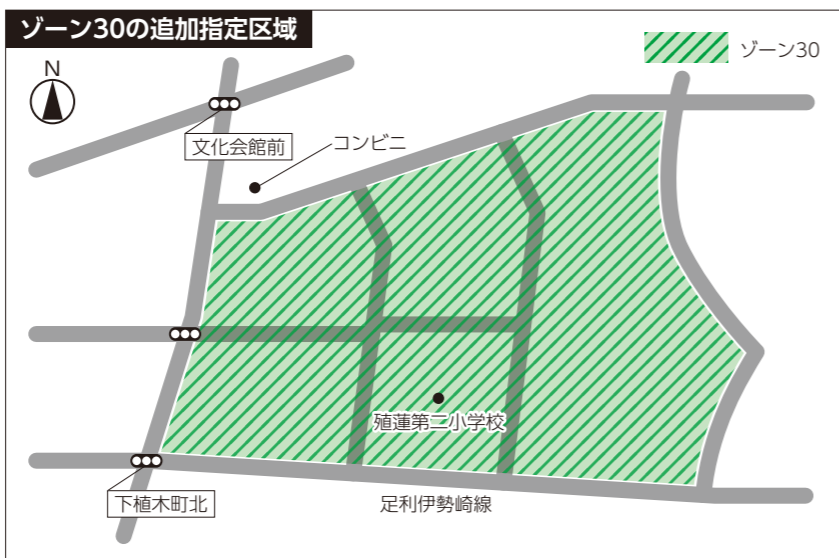 ゾーン30の追加指定区域
ゾーン30
N
文化会館前
コンビニ
殖蓮第二小学校
下植木町北
足利伊勢崎線